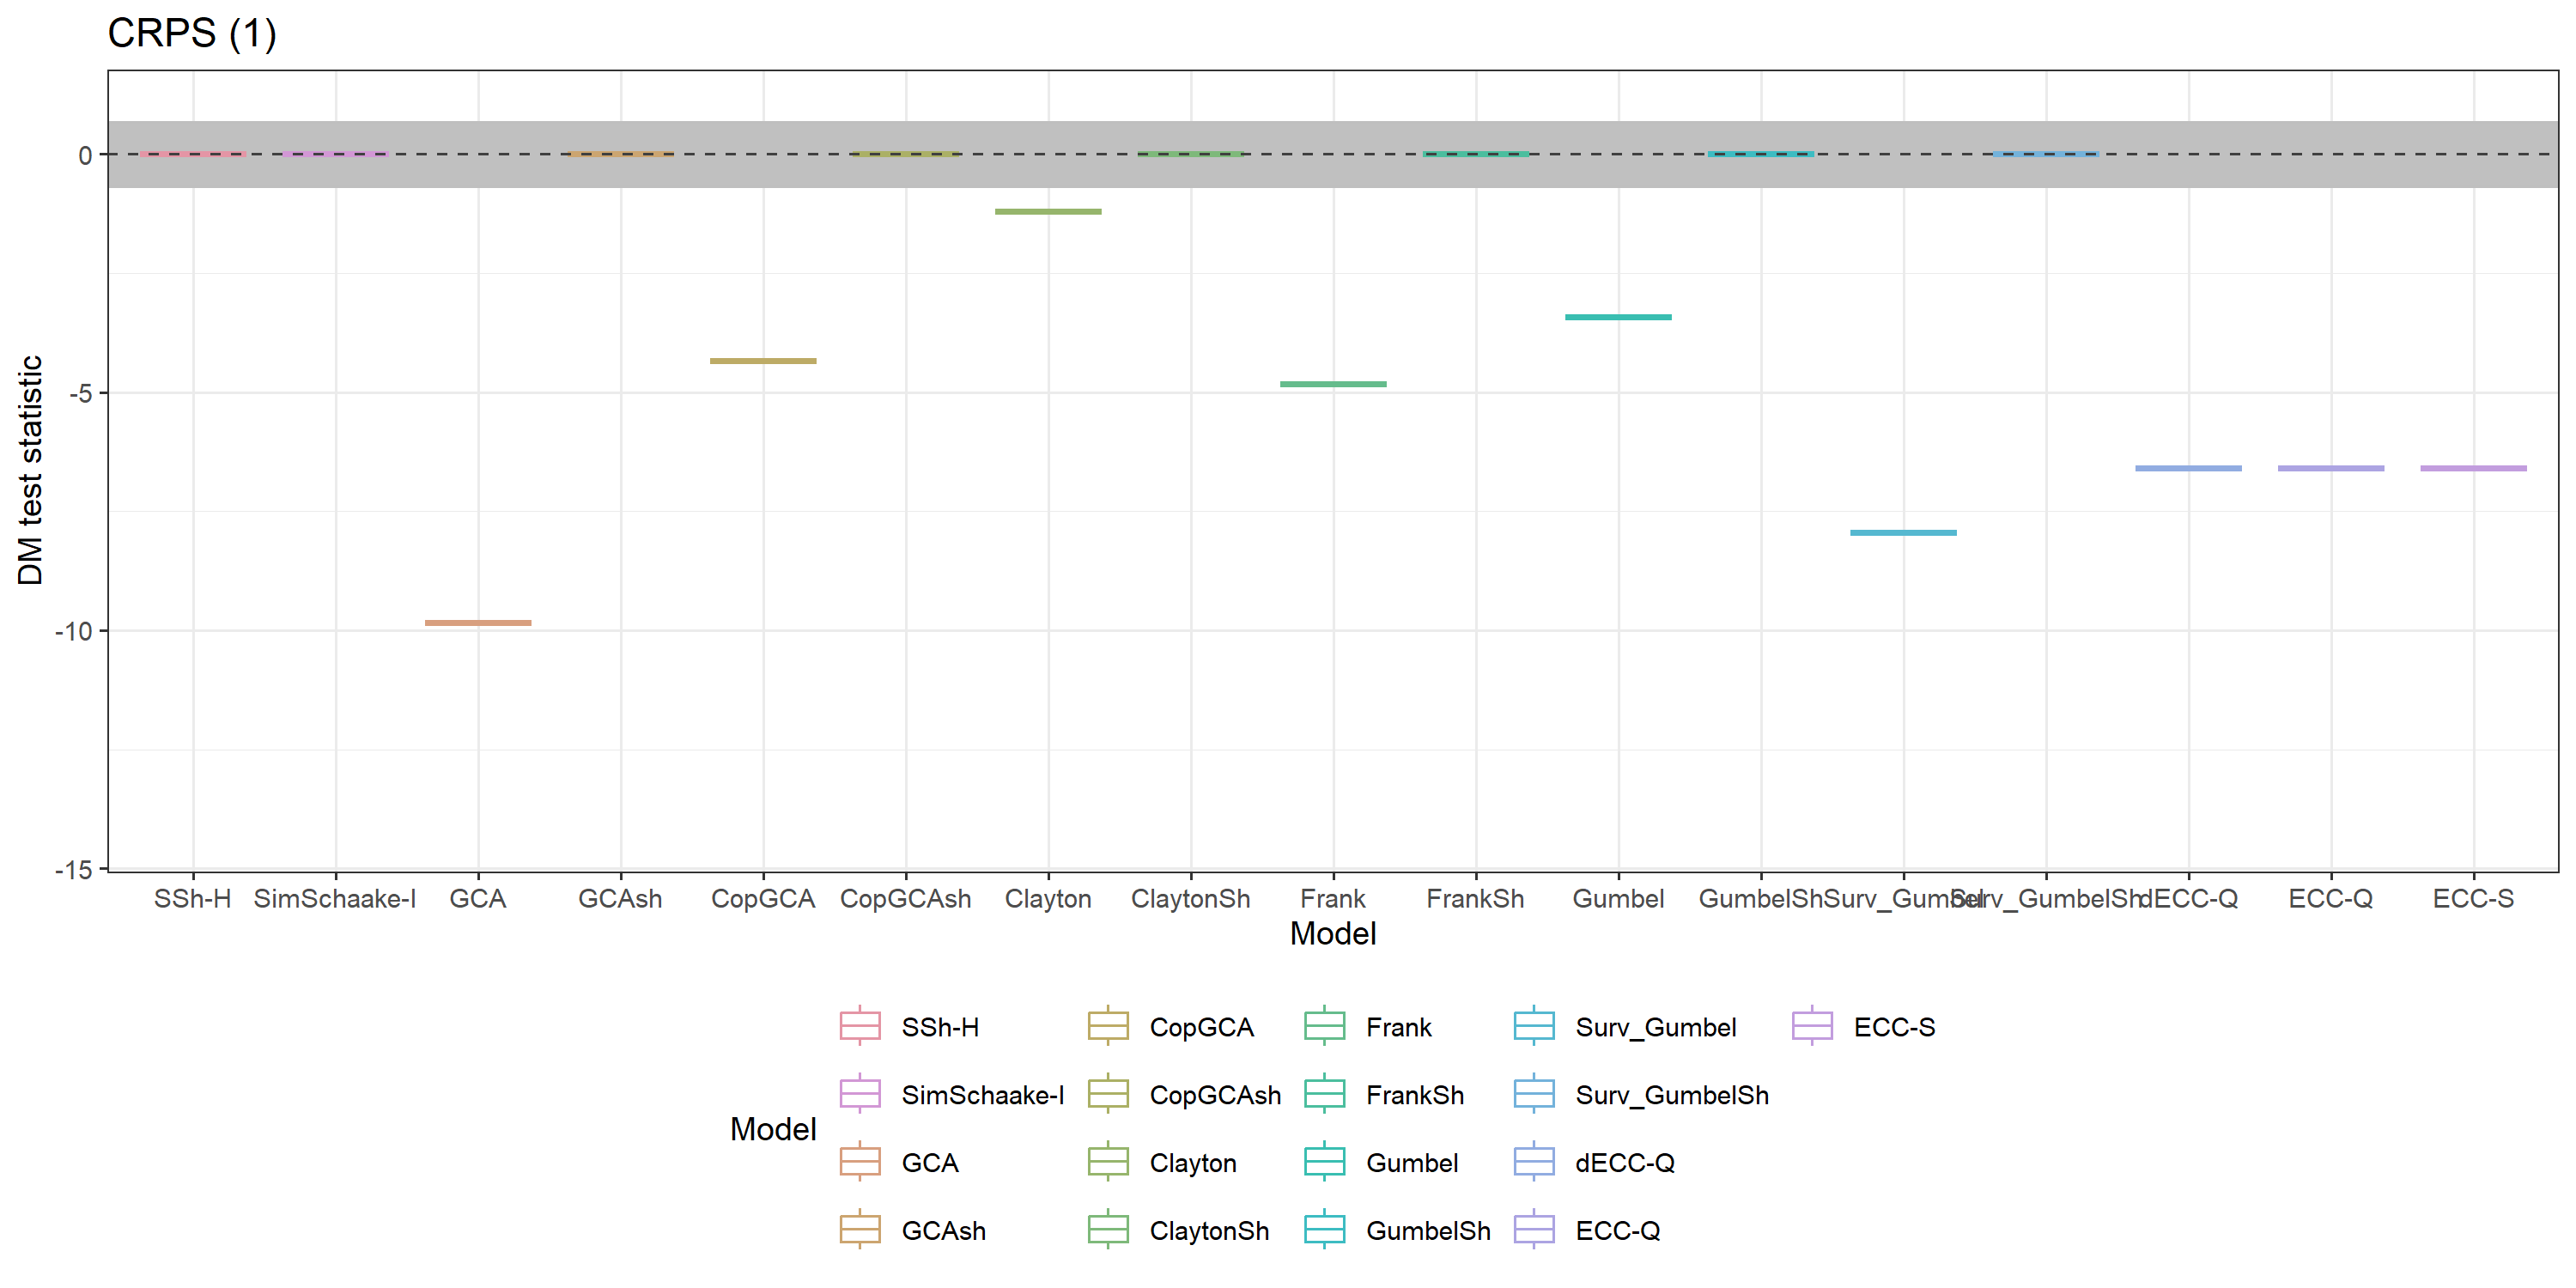 CRPS (1)
DM test statistic
0
-5
-10
-15
SSh-H SimSchaake-I GCA GCAsh CopGCA CopGCAsh Clayton ClaytonSh Frank FrankSh Gumbel GumbelSh Surv_Gumbel Surv_GumbelSh dECC-Q ECC-Q ECC-S
Model
Model
SSh-H CopGCA Frank Surv_Gumbel ECC-S
SimSchaake-I CopGCAsh FrankSh Surv_GumbelSh
GCA Clayton Gumbel dECC-Q
GCAsh ClaytonSh GumbelSh ECC-Q